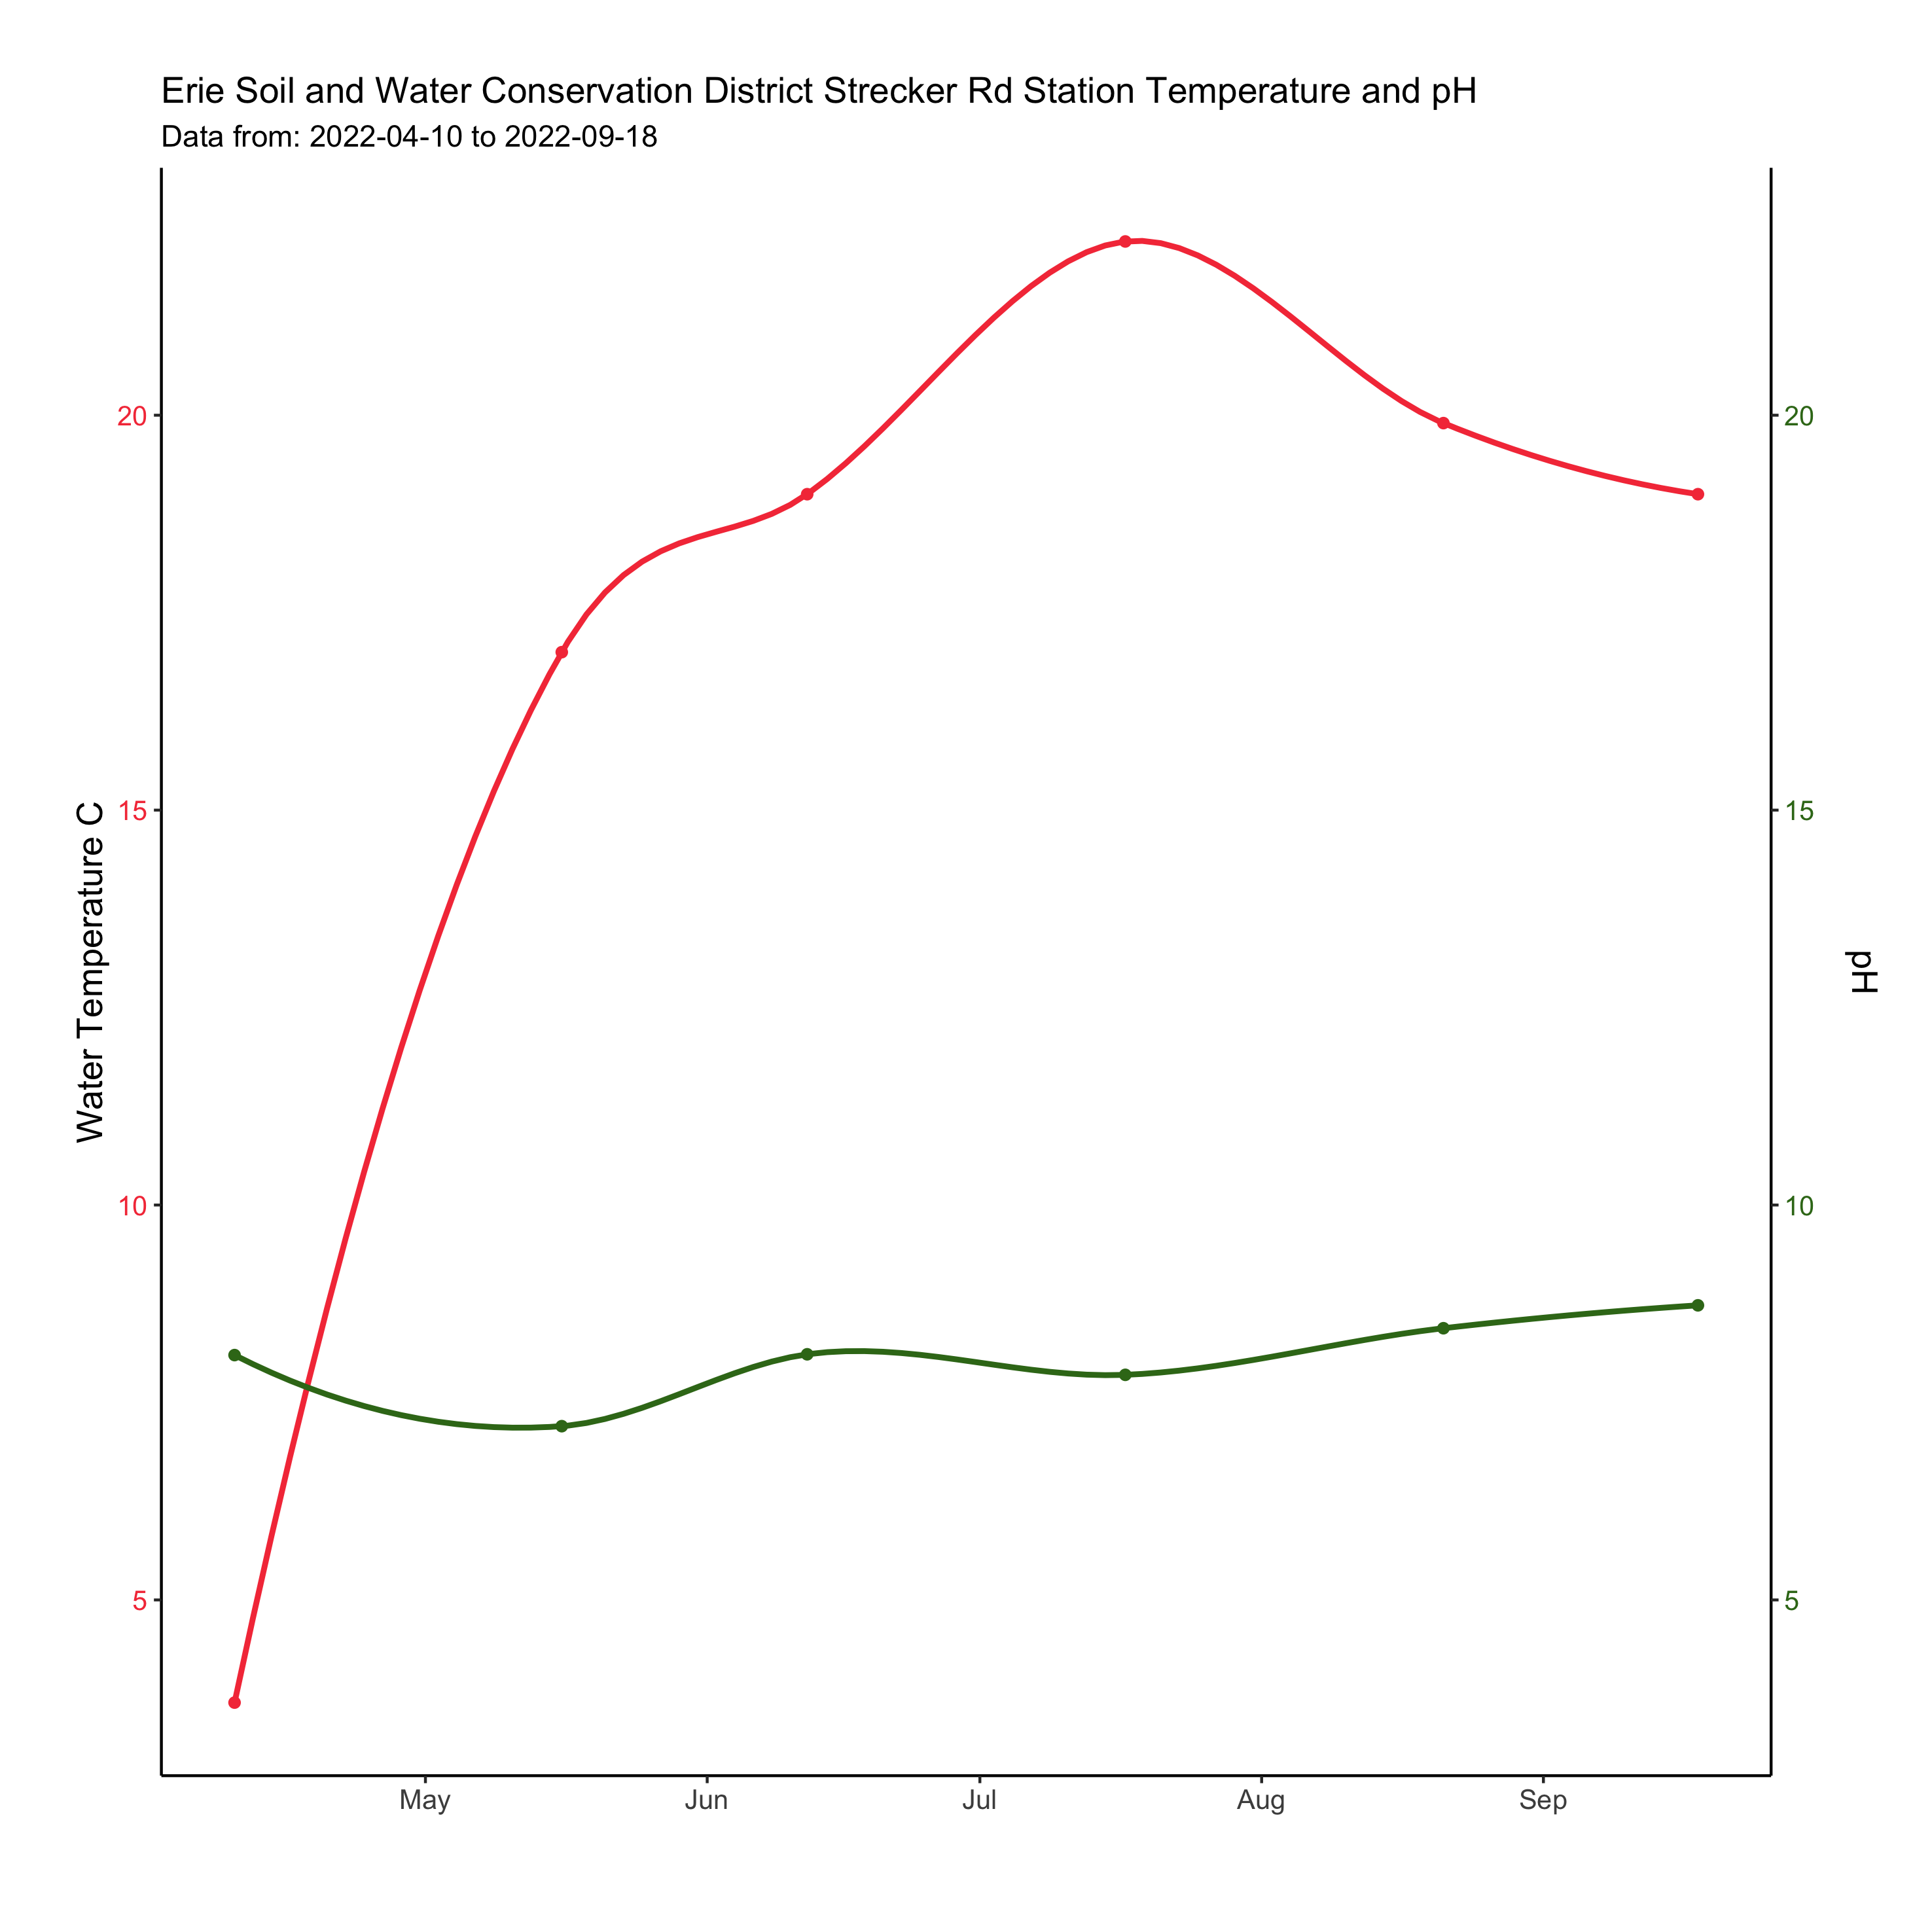 Erie Soil and Water Conservation District Strecker Rd Station Temperature and pH
Data from: 2022-04-10 to 2022-09-18
Water Temperature C
20
15
10
5
20
15
10
5
pH
May Jun Jul Aug Sep